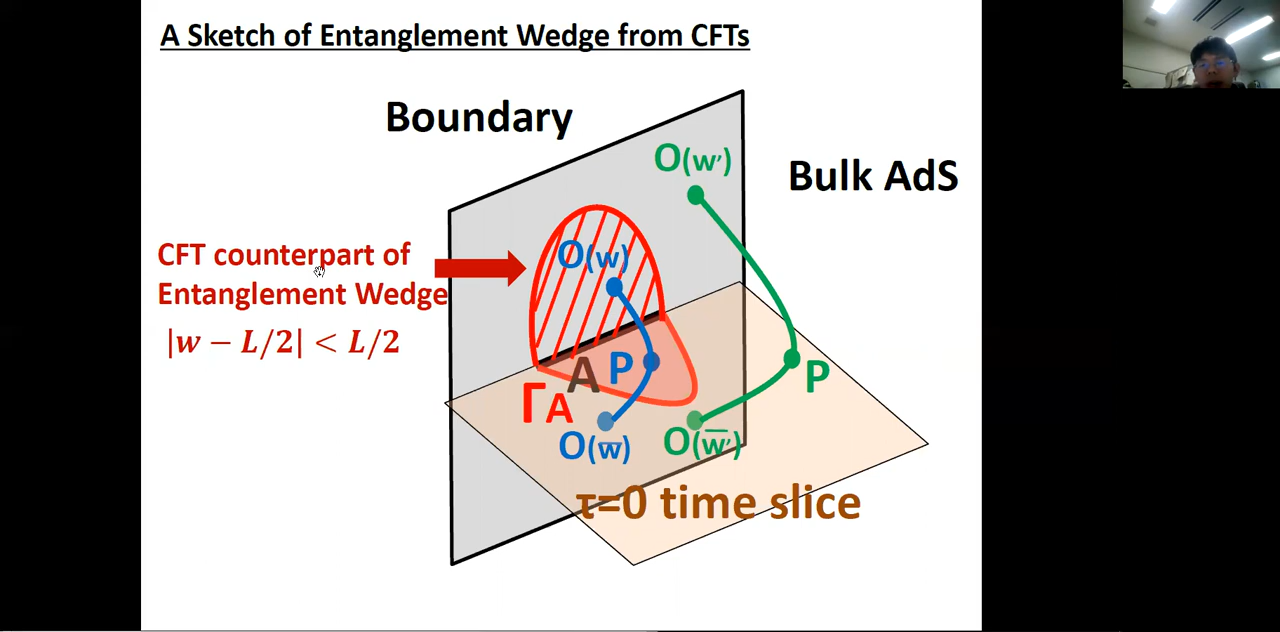 A Sketch of Entanglement Wedge from CFTs
Boundary
O(w')
Bulk AdS
CFT counterpart of
Entanglement Wedge
|w − L/2| < L/2
O(w)
A
P
ΓA
P
O(w̅)
O(w̅')
τ=0 time slice